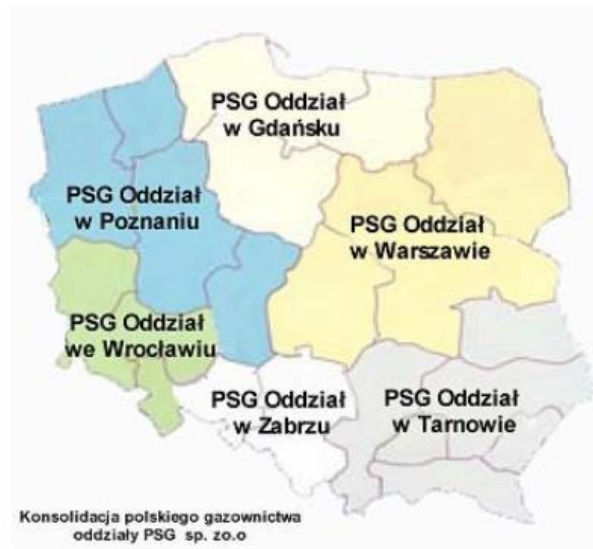 PSG Oddział
w Gdańsku
PSG Oddział
w Poznaniu
PSG Oddział
w Warszawie
PSG Oddział
we Wrocławiu
PSG Oddział
w Zabrzu
PSG Oddział
w Tarnowie
Konsolidacja polskiego gazownictwa
oddziały PSG sp. zo.o